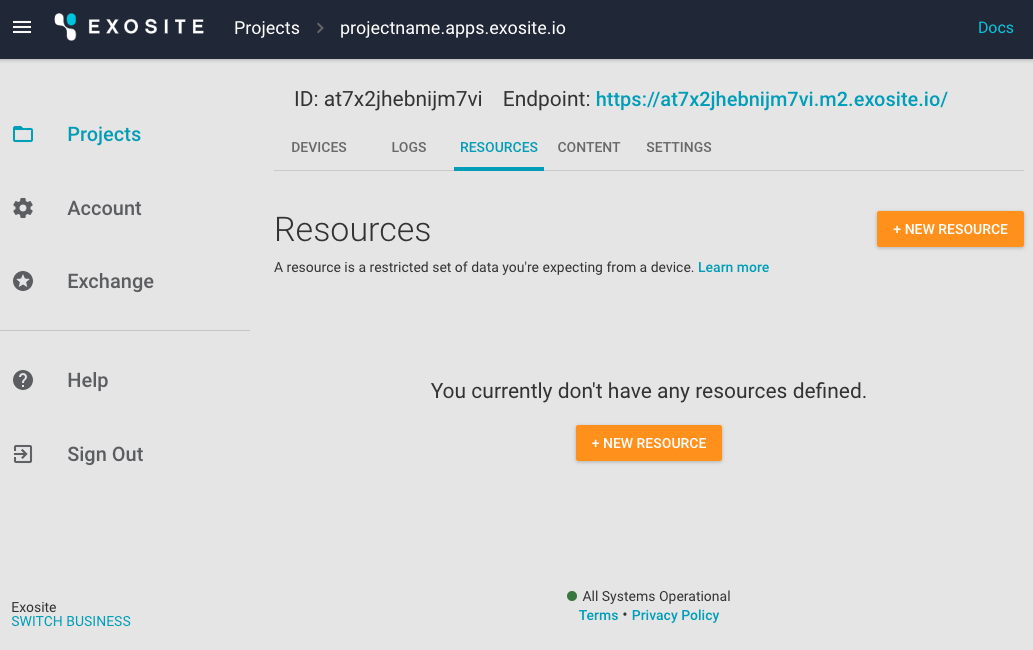 EXOSITE Projects > projectname.apps.exosite.io Docs
ID: at7x2jhebnijm7vi Endpoint: https://at7x2jhebnijm7vi.m2.exosite.io/
DEVICES LOGS RESOURCES CONTENT SETTINGS
Projects
Account
Exchange
Help
Sign Out
Resources
+ NEW RESOURCE
A resource is a restricted set of data you're expecting from a device. Learn more
You currently don't have any resources defined.
+ NEW RESOURCE
Exosite
SWITCH BUSINESS
All Systems Operational
Terms • Privacy Policy